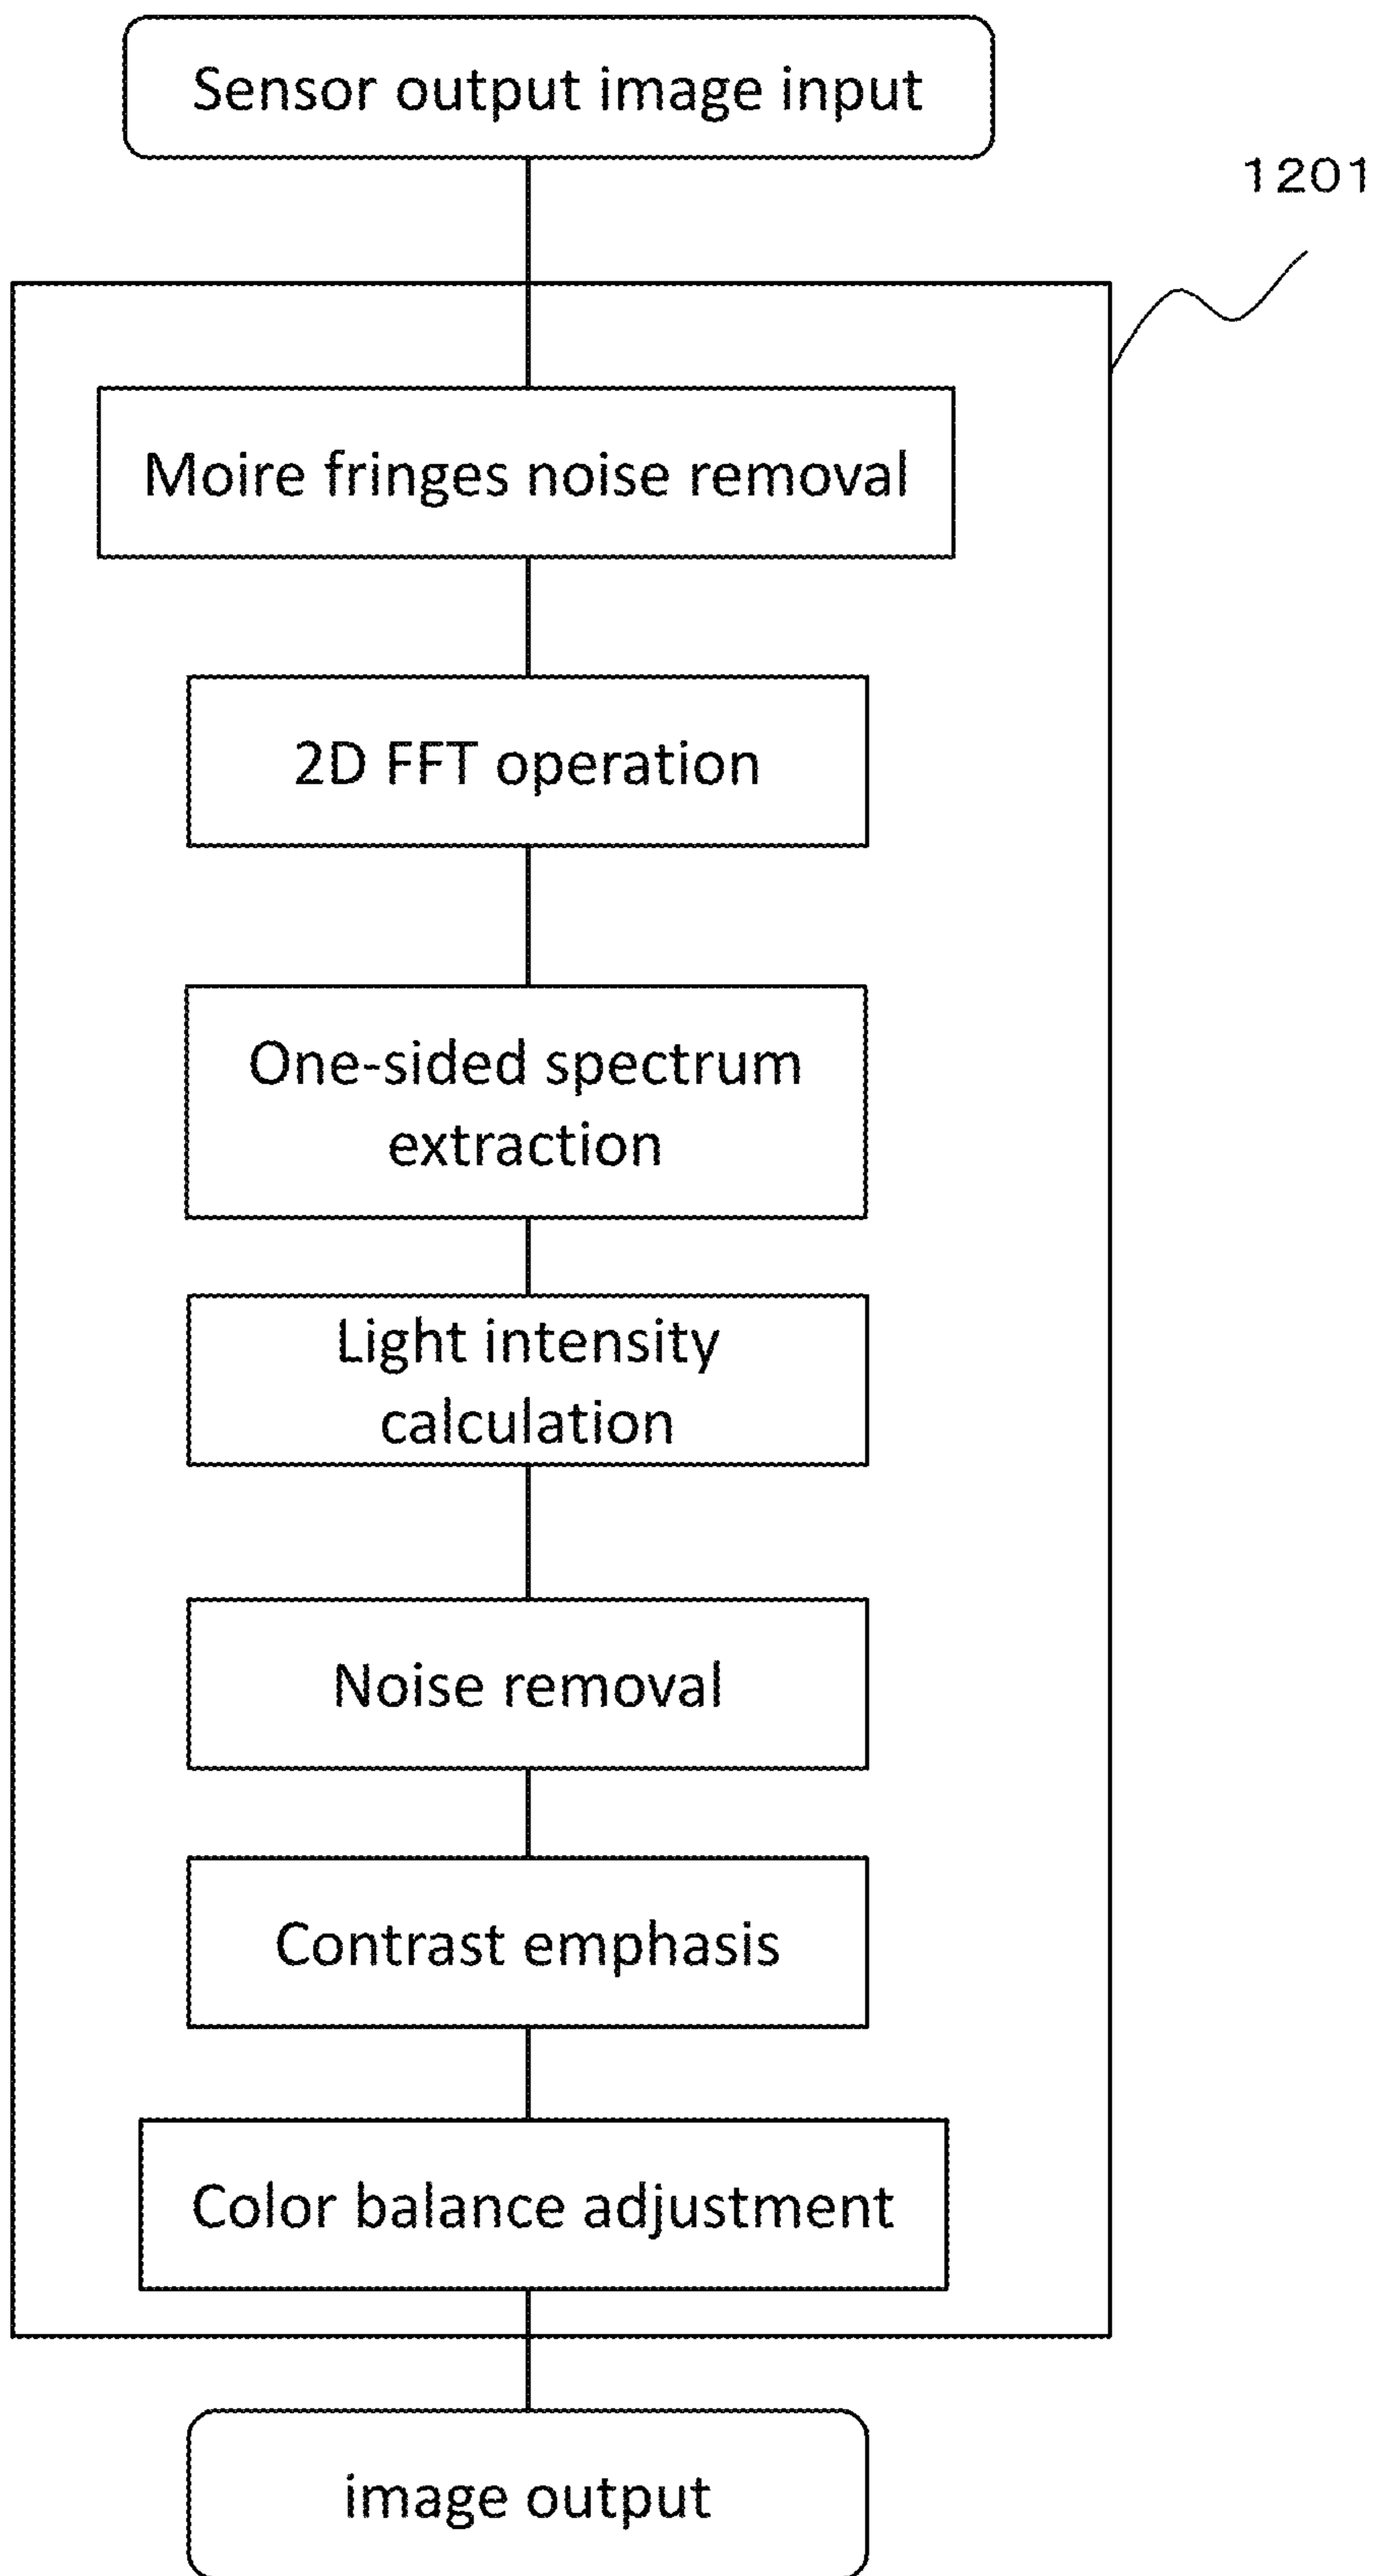 Sensor output image input
1201
Moire fringes noise removal
2D FFT operation
One-sided spectrum
extraction
Light intensity
calculation
Noise removal
Contrast emphasis
Color balance adjustment
image output